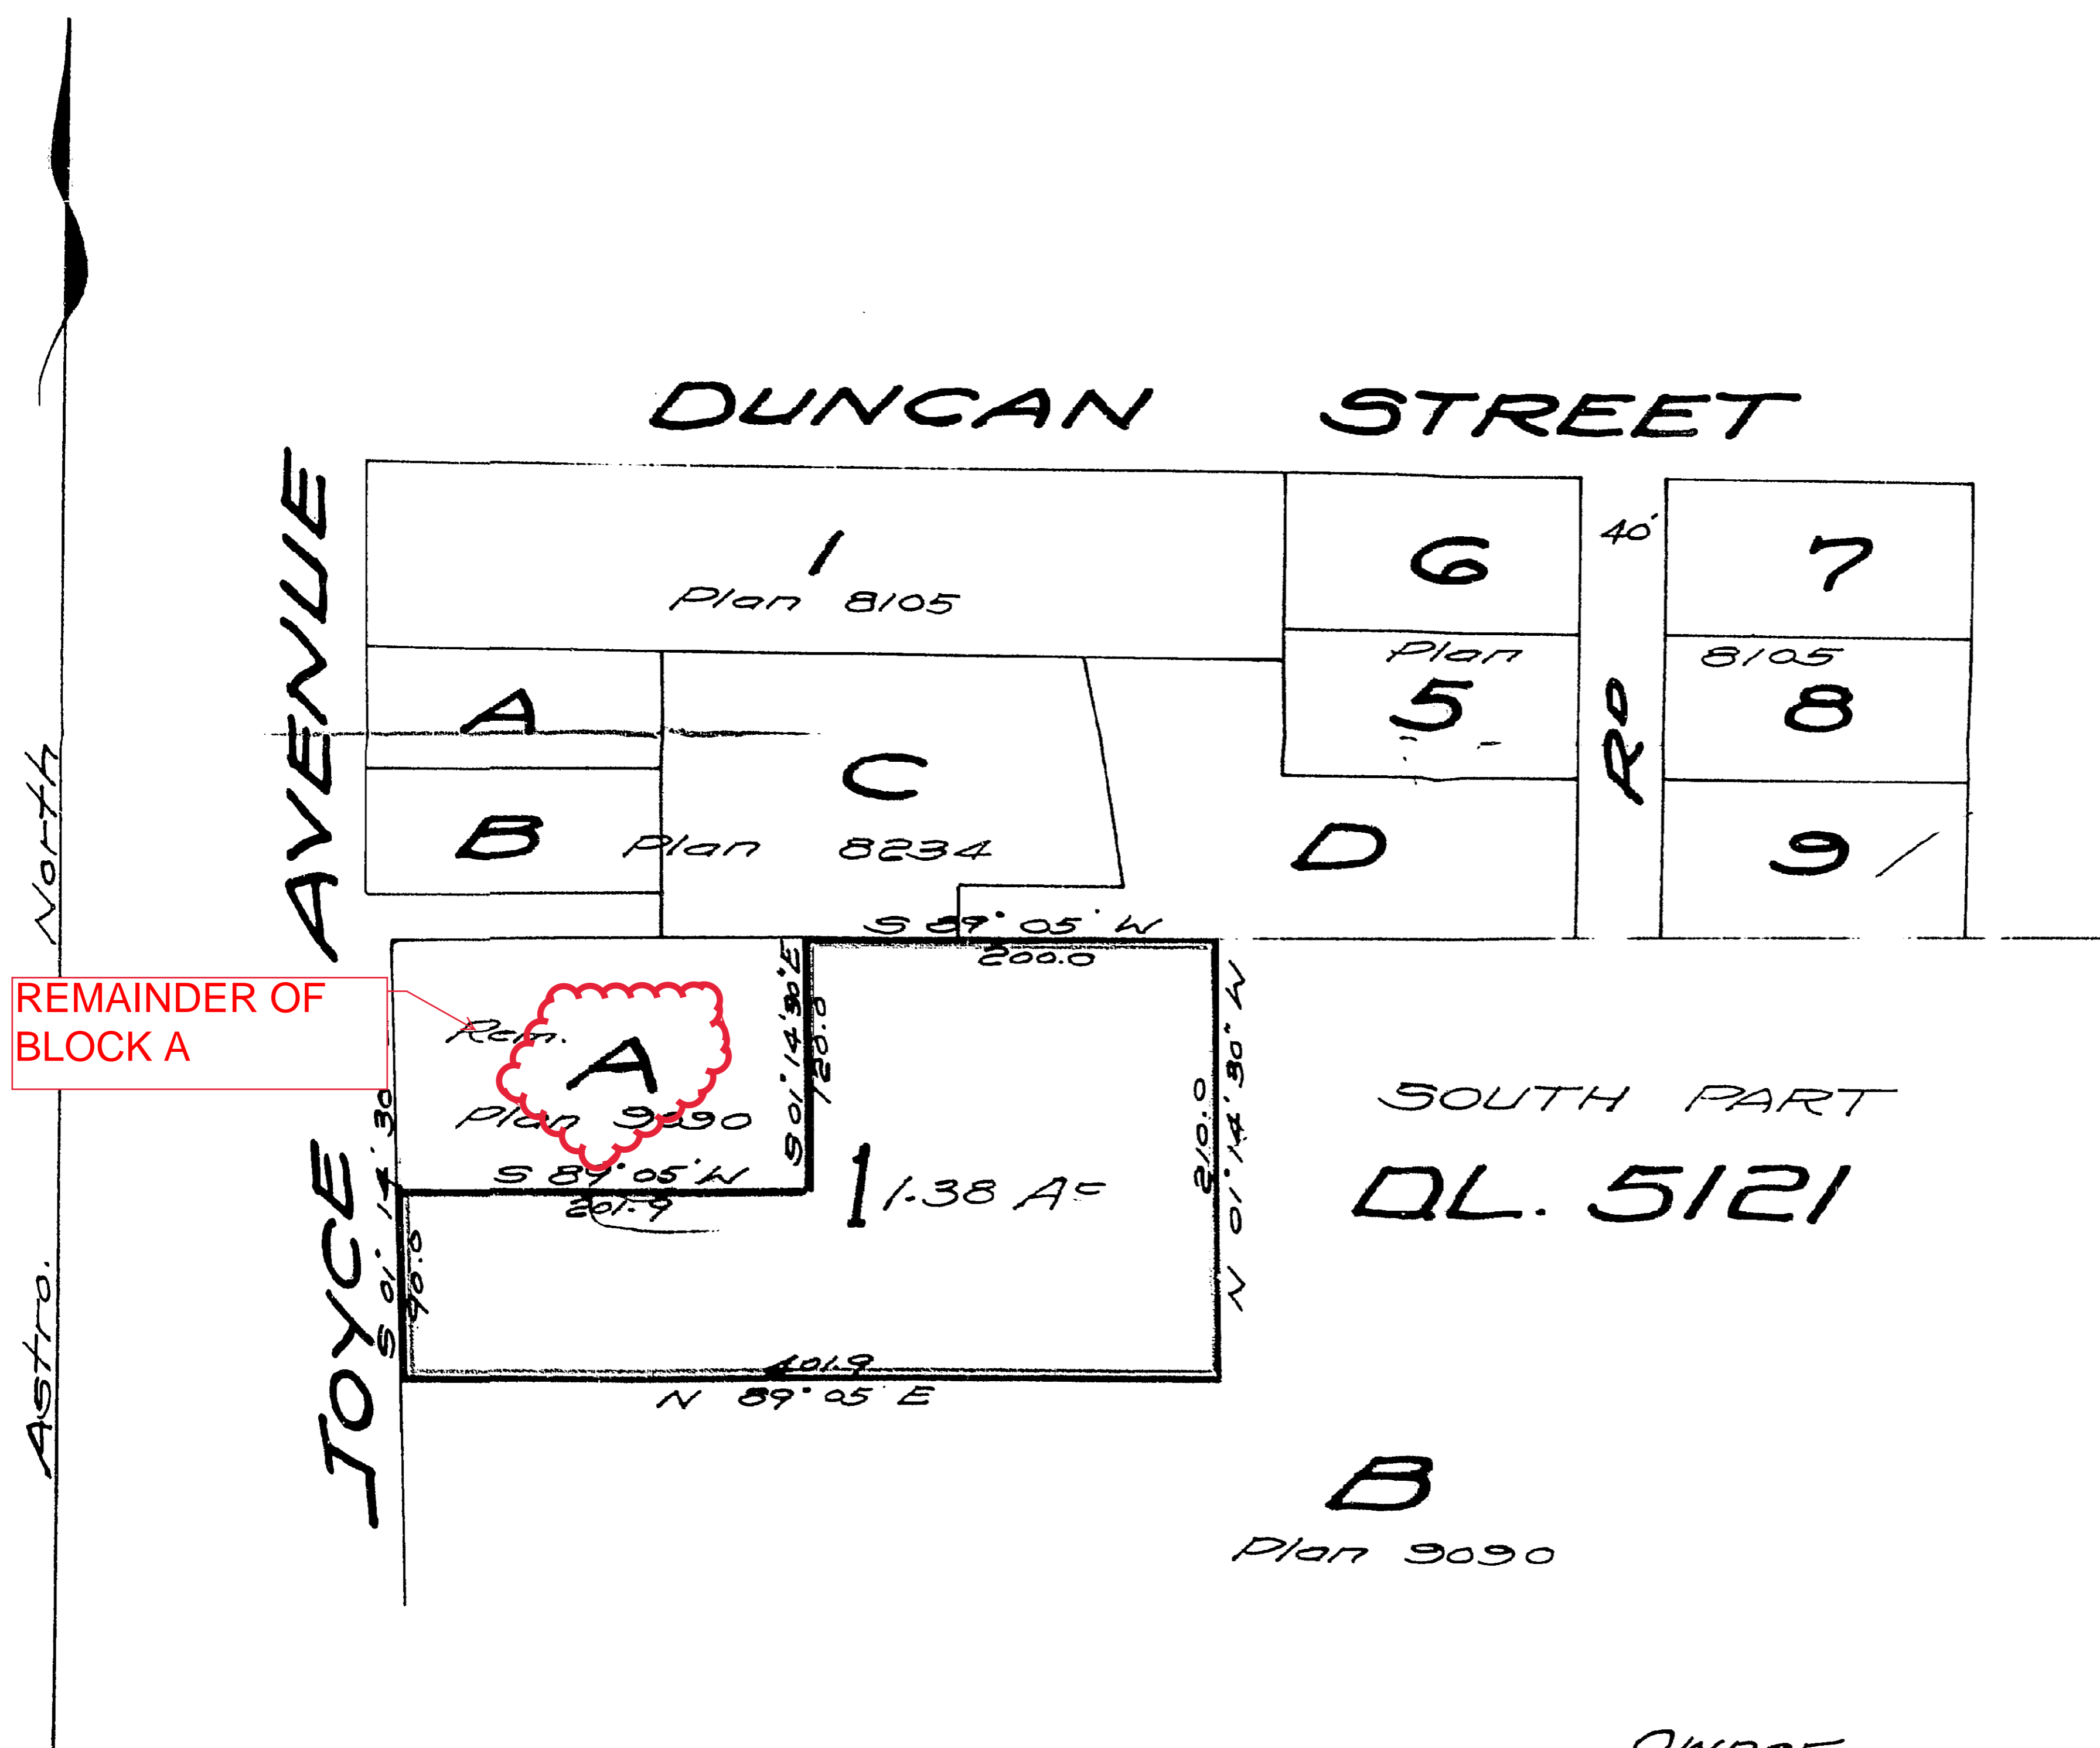 DUNCAN STREET
JOYCE AVENUE
Astro. North
1
Plan 8105
6
40'
7
Plan 8105
5
8
RD
A
C
B
Plan 8234
D
9
S 89° 05' W
200.0
REMAINDER OF
BLOCK A
Rem.
A
Plan 9090
S 01° 14' 30" E
120.0
S 89° 05' W
201.9
1
1.38 Ac
210.0
N 01° 14' 30" W
SOUTH PART
DL. 5121
S 01° 14' 30
90.0
401.9
N 89° 05' E
B
Plan 9090